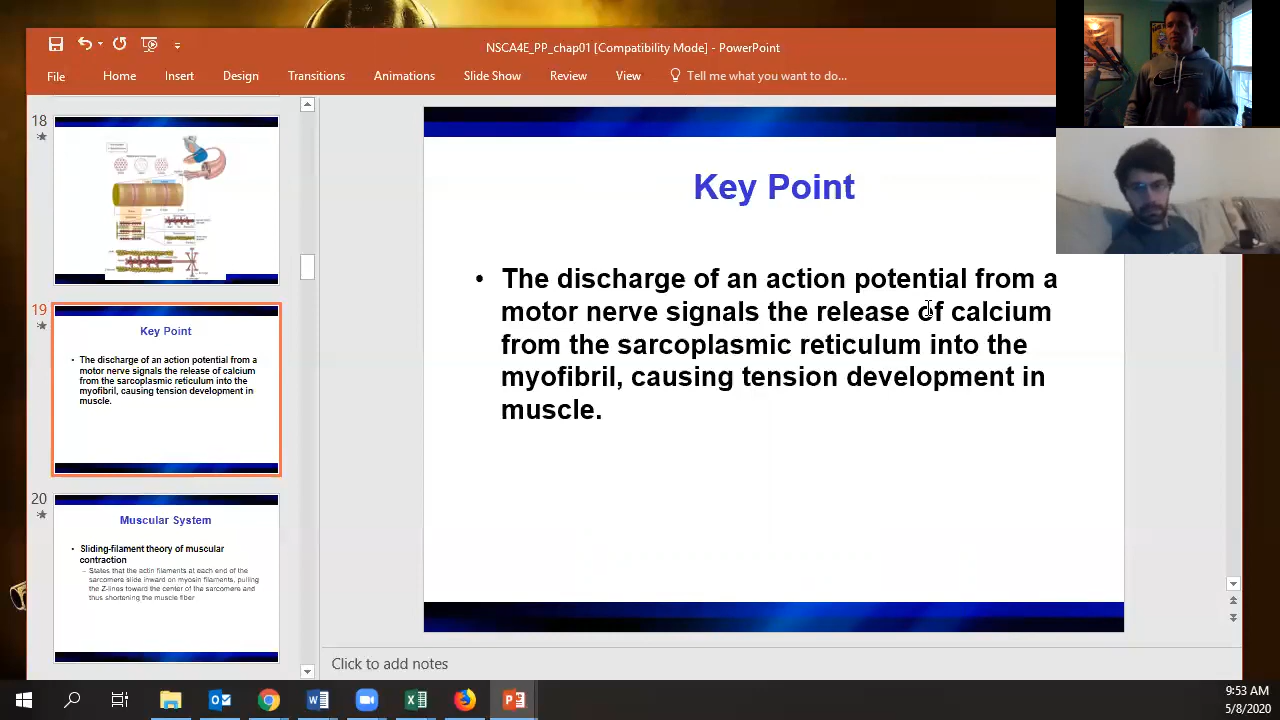 NSCA4E_PP_chap01 [Compatibility Mode] - PowerPoint
File Home Insert Design Transitions Animations Slide Show Review View Tell me what you want to do...
18
19
Key Point
The discharge of an action potential from a
motor nerve signals the release of calcium
from the sarcoplasmic reticulum into the
myofibril, causing tension development in
muscle.
20
Muscular System
• Sliding-filament theory of muscular
contraction
– States that the actin filaments at each end of the
sarcomere slide inward on myosin filaments, pulling
the Z-lines toward the center of the sarcomere and
thus shortening the muscle fiber
Key Point
• The discharge of an action potential from a
motor nerve signals the release of calcium
from the sarcoplasmic reticulum into the
myofibril, causing tension development in
muscle.
Click to add notes
9:53 AM
5/8/2020